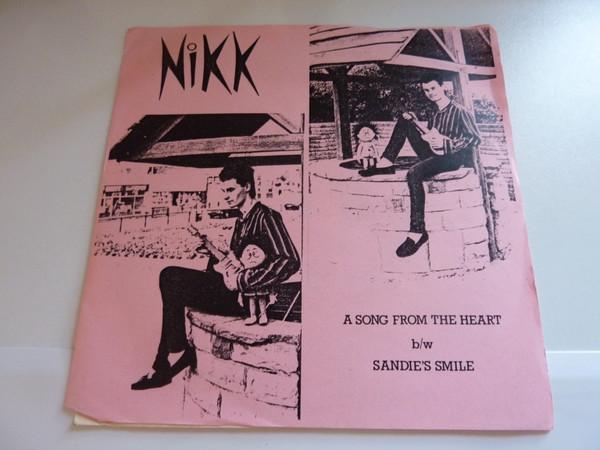 NiKK
A SONG FROM THE HEART
b/w
SANDIE'S SMILE